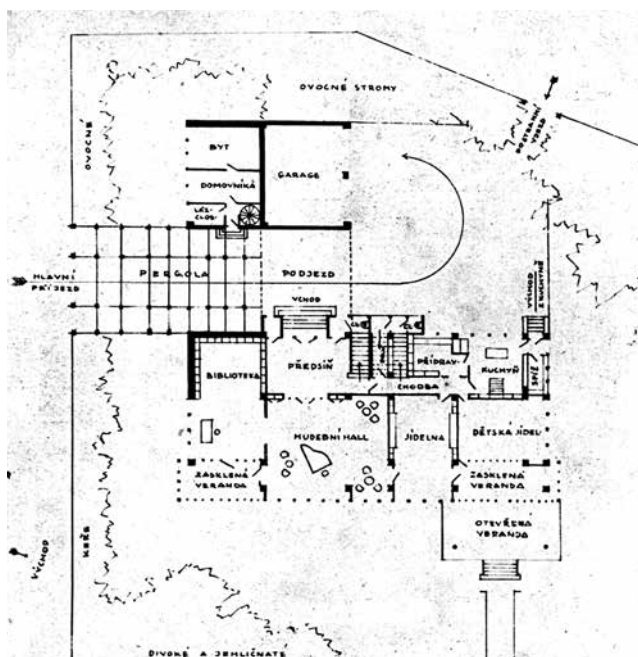 OVOCNÉ STROMY
POSTRANNÍ
VJEZD
OVOCNÉ
BYT
DOMOVNÍKA
GARAGE
HLAVNÍ
PŘÍJEZD
PERGOLA
PODJEZD
VCHOD
VCHOD
Z KUCHYNĚ
BIBLIOTEKA
PŘEDSÍŇ
PŘÍPRAV.
KUCHYŇ
SPÍŽ
CHODBA
HUDEBNÍ HALL
JÍDELNA
DĚTSKÁ JÍDEL.
ZASKLENÁ
VERANDA
ZASKLENÁ
VERANDA
OTEVŘENÁ
VERANDA
VÝCHOD
KEŘE
DIVOKÉ A JEHLIČNATÉ